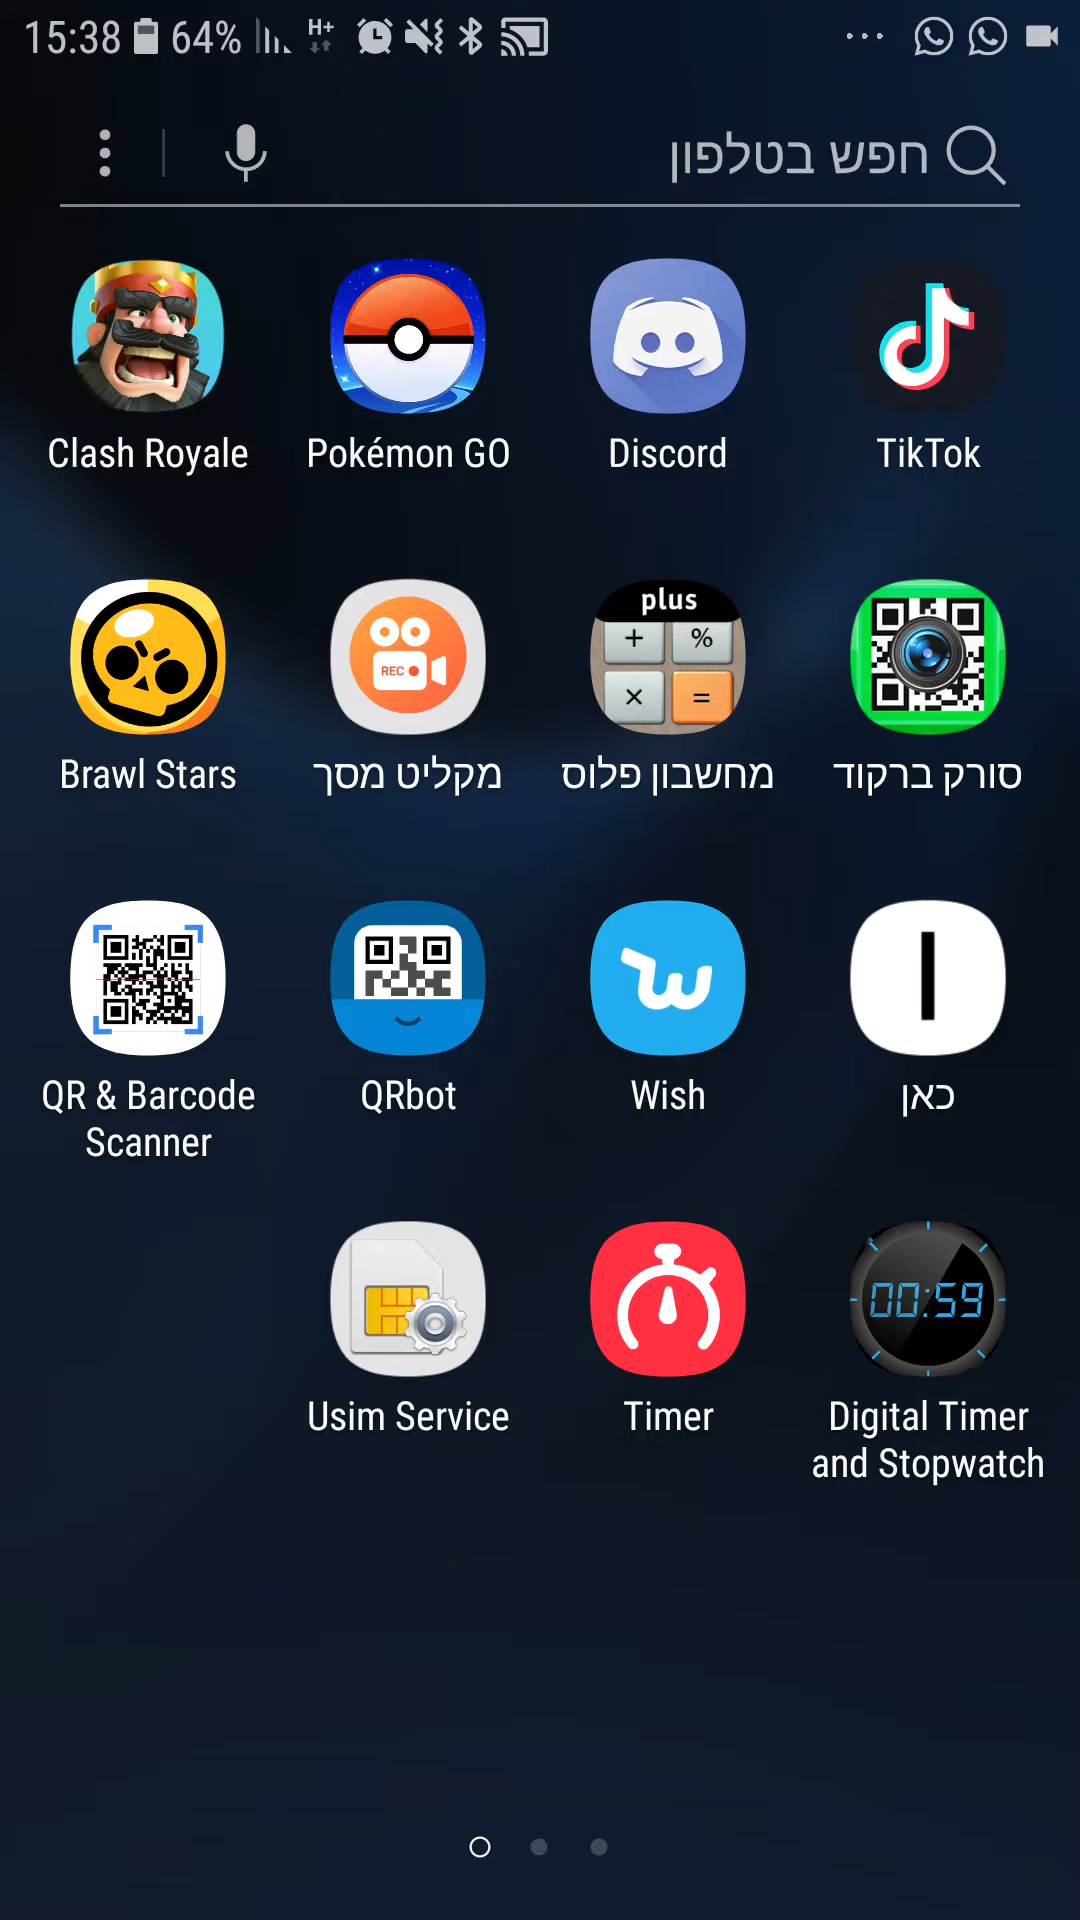 15:38 64% H+
חפש בטלפון
Clash Royale Pokémon GO Discord TikTok
REC
plus
+ %
× =
Brawl Stars מקליט מסך מחשבון פלוס סורק ברקוד
QR & Barcode Scanner QRbot Wish כאן
00:59
Usim Service Timer Digital Timer and Stopwatch